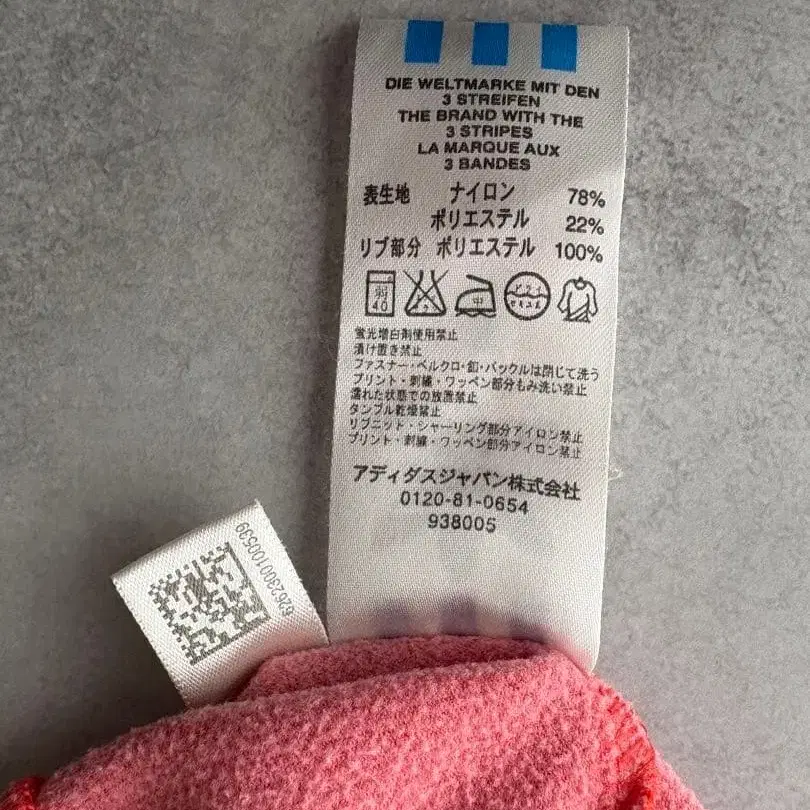 DIE WELTMARKE MIT DEN
3 STREIFEN
THE BRAND WITH THE
3 STRIPES
LA MARQUE AUX
3 BANDES
表生地 ナイロン 78%
ポリエステル 22%
リブ部分 ポリエステル 100%
弱
40
中
蛍光増白剤使用禁止
漬け置き禁止
ファスナー・ベルクロ・釦・バックルは閉じて洗う
プリント・刺繍・ワッペン部分もみ洗い禁止
濡れた状態での放置禁止
タンブル乾燥禁止
リブニット・シャーリング部分アイロン禁止
プリント・刺繍・ワッペン部分アイロン禁止
アディダスジャパン株式会社
0120-81-0654
938005
6262300100539